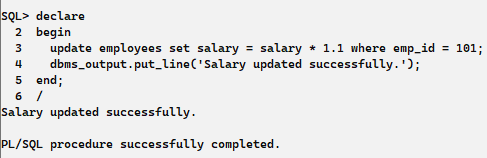 SQL> declare
  2  begin
  3    update employees set salary = salary * 1.1 where emp_id = 101;
  4    dbms_output.put_line('Salary updated successfully.');
  5  end;
  6  /
Salary updated successfully.

PL/SQL procedure successfully completed.